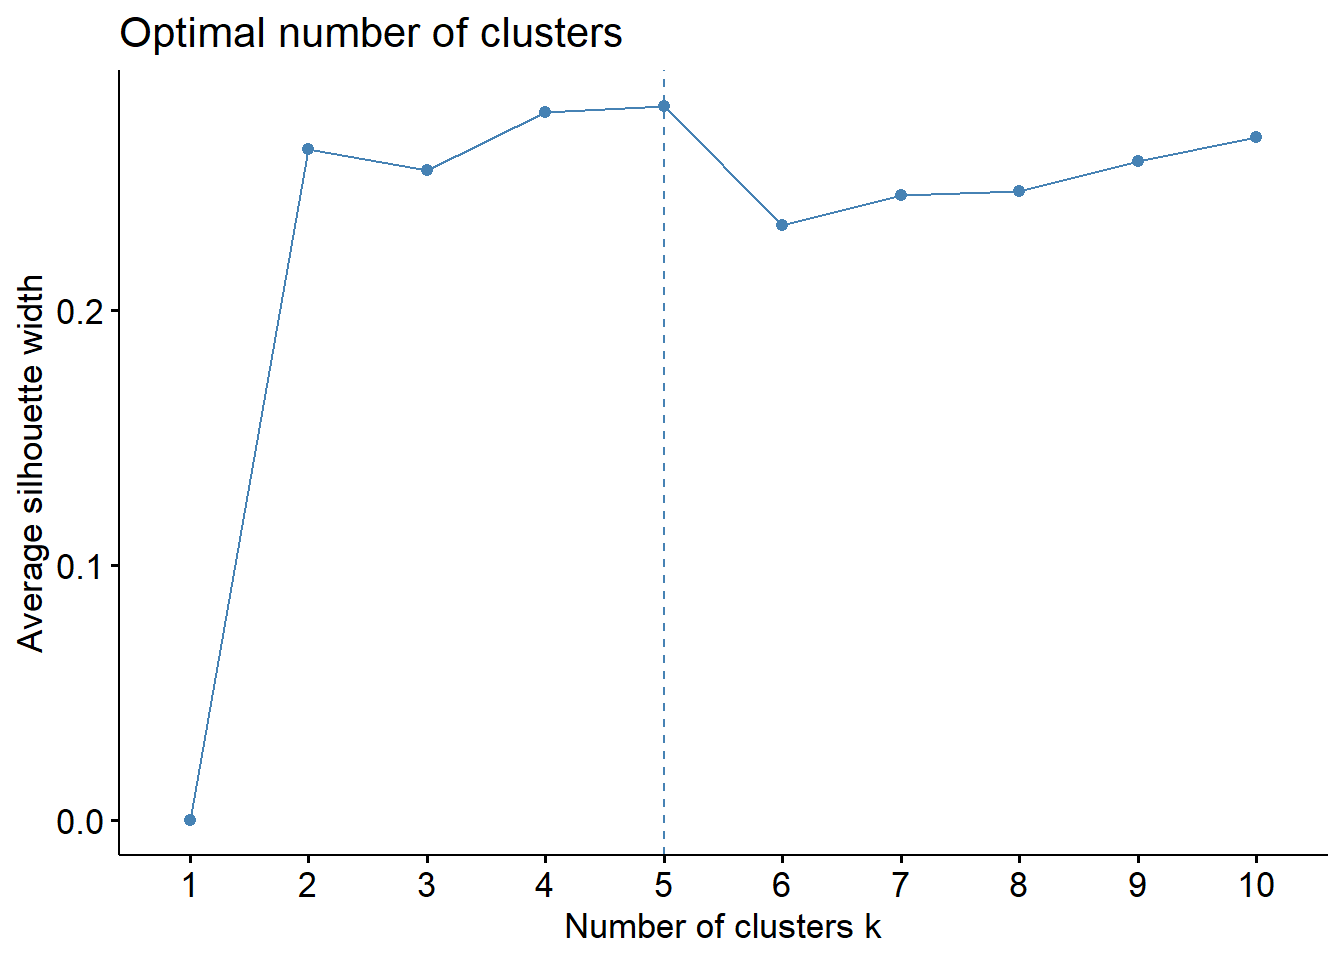 Optimal number of clusters
Average silhouette width
0.2
0.1
0.0
1 2 3 4 5 6 7 8 9 10
Number of clusters k